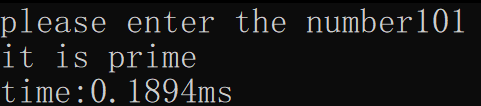 please enter the number101
it is prime
time:0.1894ms